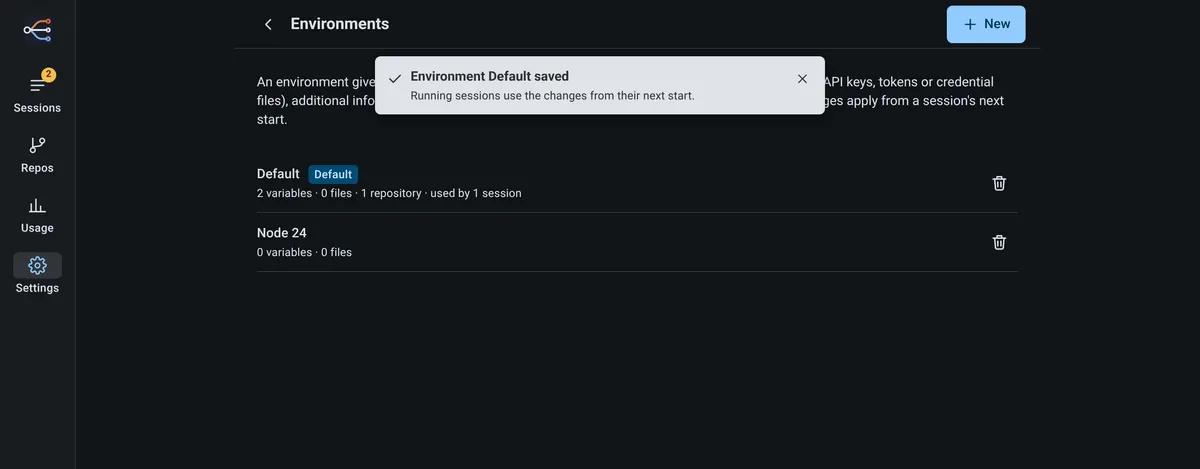 Environments
+ New
Environment Default saved
Running sessions use the changes from their next start.
An environment give
API keys, tokens or credential
files), additional info
ges apply from a session's next
start.
2
Sessions
Repos
Usage
Settings
Default Default
2 variables · 0 files · 1 repository · used by 1 session
Node 24
0 variables · 0 files